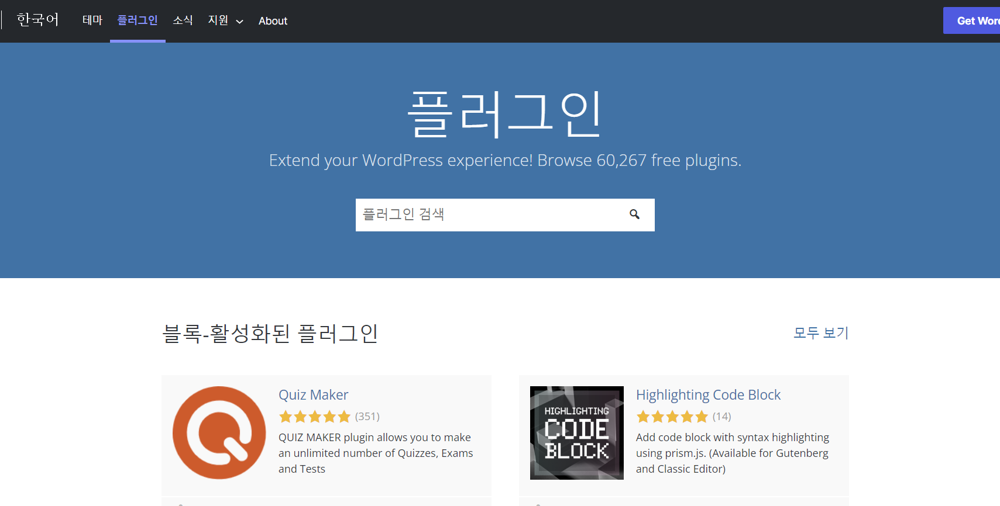 한국어 테마 플러그인 소식 지원 About
플러그인
Extend your WordPress experience! Browse 60,267 free plugins.
플러그인 검색
블록-활성화된 플러그인 모두 보기
Quiz Maker
(351)
QUIZ MAKER plugin allows you to make
an unlimited number of Quizzes, Exams
and Tests
HIGHLIGHTING
CODE
BLOCK
Highlighting Code Block
(14)
Add code block with syntax highlighting
using prism.js. (Available for Gutenberg
and Classic Editor)
Get